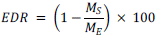 EDR = (1 − M_S / M_E) × 100